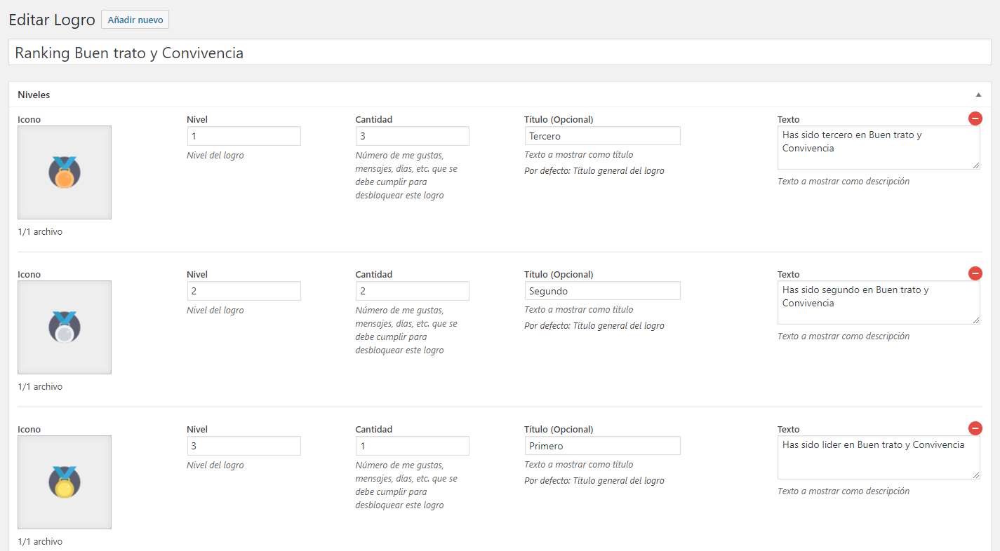 Editar Logro Añadir nuevo
Ranking Buen trato y Convivencia
Niveles
Icono Nivel Cantidad Título (Opcional) Texto
1 3 Tercero Has sido tercero en Buen trato y
Convivencia
Nivel del logro Número de me gustas, Texto a mostrar como título
mensajes, días, etc. que se Por defecto: Título general del logro
debe cumplir para Texto a mostrar como descripción
desbloquear este logro
1/1 archivo
Icono Nivel Cantidad Título (Opcional) Texto
2 2 Segundo Has sido segundo en Buen trato y
Convivencia
Nivel del logro Número de me gustas, Texto a mostrar como título
mensajes, días, etc. que se Por defecto: Título general del logro
debe cumplir para Texto a mostrar como descripción
desbloquear este logro
1/1 archivo
Icono Nivel Cantidad Título (Opcional) Texto
3 1 Primero Has sido lider en Buen trato y Convivencia
Nivel del logro Número de me gustas, Texto a mostrar como título
mensajes, días, etc. que se Por defecto: Título general del logro
debe cumplir para Texto a mostrar como descripción
desbloquear este logro
1/1 archivo